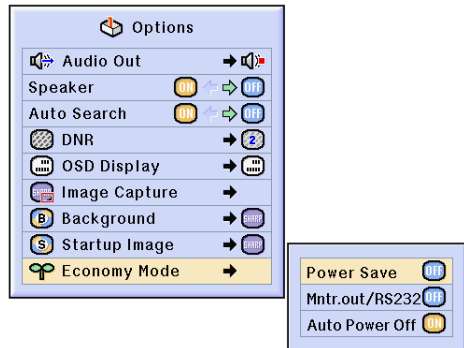 Options
Audio Out
Speaker ON OFF
Auto Search ON OFF
DNR 2
OSD Display
Image Capture SHARP
B Background SHARP
S Startup Image SHARP
Economy Mode
Power Save OFF
Mntr.out/RS232 OFF
Auto Power Off ON